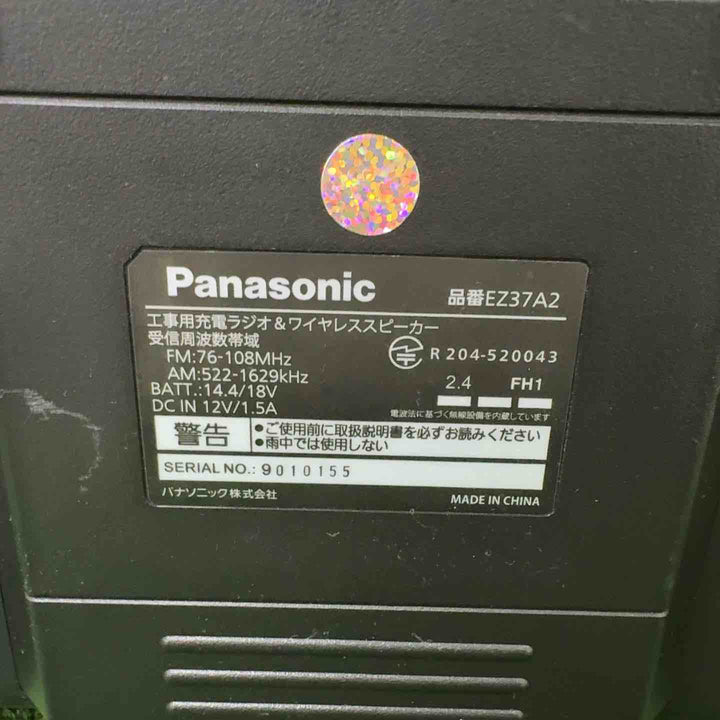 Panasonic 品番EZ37A2
工事用充電ラジオ&ワイヤレススピーカー
受信周波数帯域
FM:76-108MHz
AM:522-1629kHz
BATT.:14.4/18V
DC IN 12V/1.5A
R 204-520043
2.4 FH1
電波法に基づく無線設備を内蔵しています
警告
•ご使用前に取扱説明書を必ずお読みください
•雨中では使用しない
SERIAL NO.: 9010155
パナソニック株式会社 MADE IN CHINA